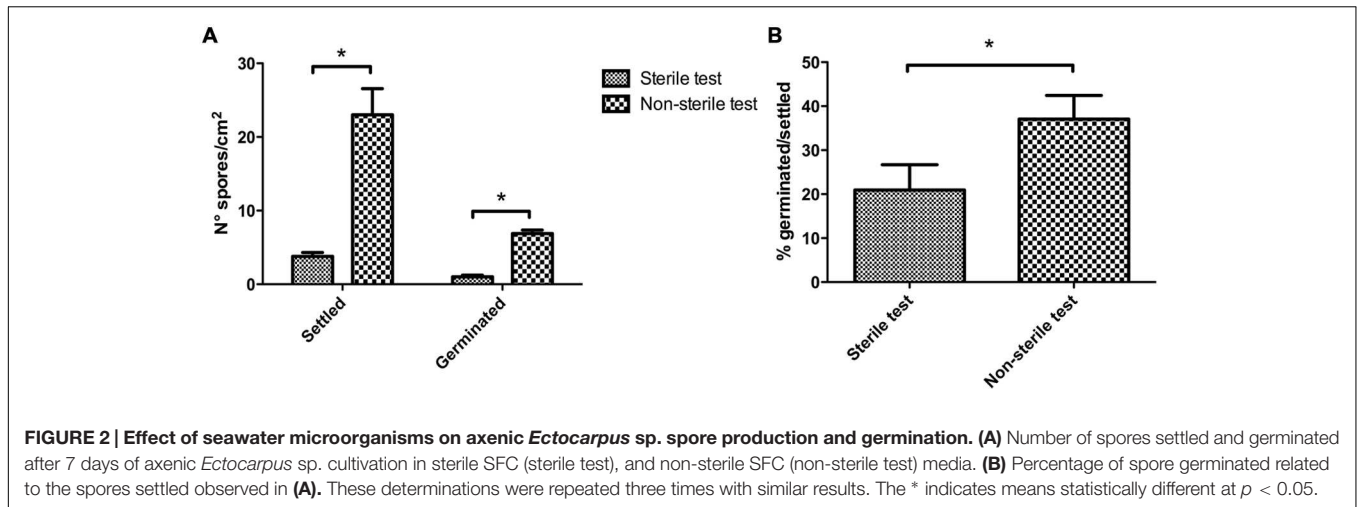 A
B
*
*
*
30
20
10
0
N° spores/cm²
Settled
Germinated
Sterile test
Non-sterile test
50
40
30
20
10
0
% germinated/settled
Sterile test
Non-sterile test
FIGURE 2 | Effect of seawater microorganisms on axenic Ectocarpus sp. spore production and germination. (A) Number of spores settled and germinated
after 7 days of axenic Ectocarpus sp. cultivation in sterile SFC (sterile test), and non-sterile SFC (non-sterile test) media. (B) Percentage of spore germinated related
to the spores settled observed in (A). These determinations were repeated three times with similar results. The * indicates means statistically different at p < 0.05.